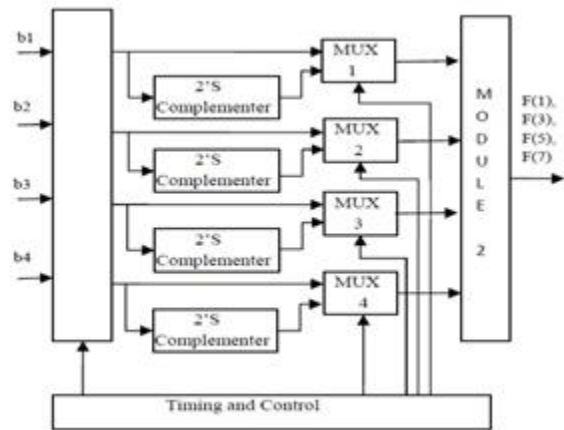 b1
b2
b3
b4
2'S
Complementer
2'S
Complementer
2'S
Complementer
2'S
Complementer
MUX
1
MUX
2
MUX
3
MUX
4
M
O
D
U
L
E
2
F(1),
F(3),
F(5),
F(7)
Timing and Control